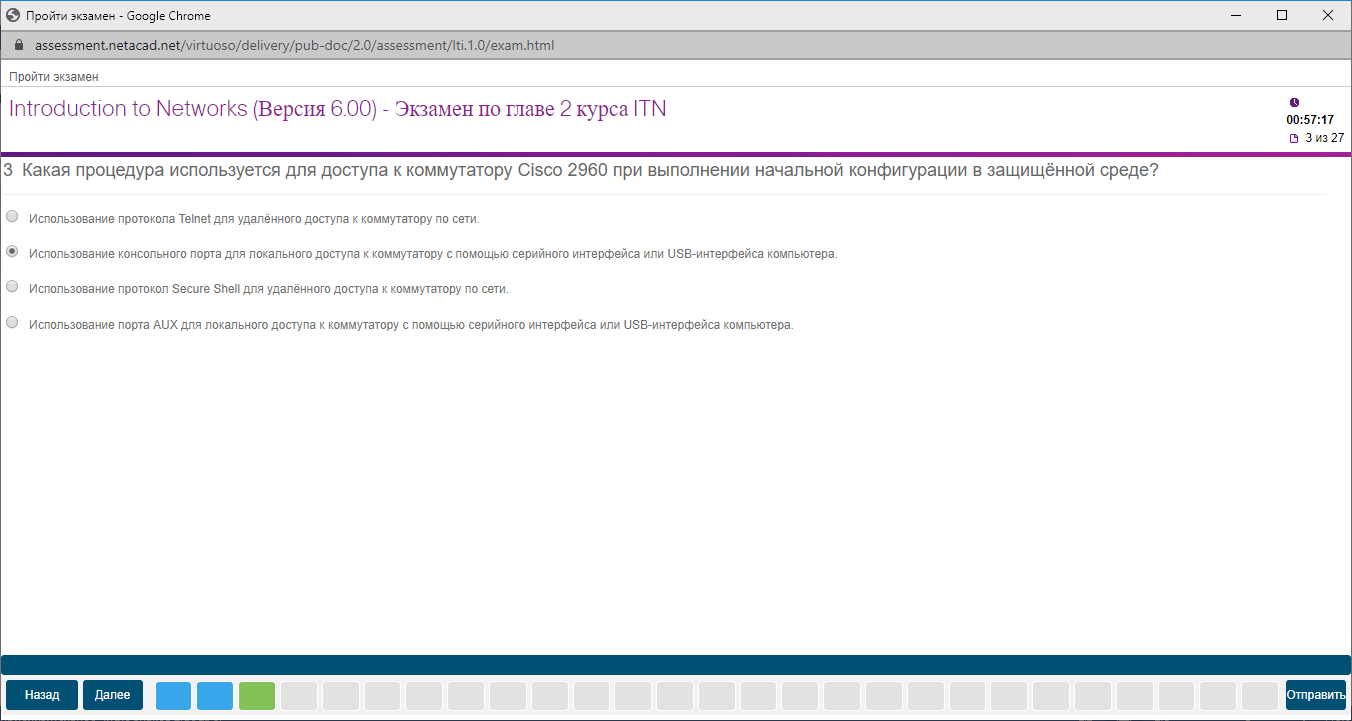 Пройти экзамен - Google Chrome
assessment.netacad.net/virtuoso/delivery/pub-doc/2.0/assessment/lti.1.0/exam.html
Пройти экзамен
Introduction to Networks (Версия 6.00) - Экзамен по главе 2 курса ITN
00:57:17
3 из 27
3 Какая процедура используется для доступа к коммутатору Cisco 2960 при выполнении начальной конфигурации в защищённой среде?
Использование протокола Telnet для удалённого доступа к коммутатору по сети.
Использование консольного порта для локального доступа к коммутатору с помощью серийного интерфейса или USB-интерфейса компьютера.
Использование протокол Secure Shell для удалённого доступа к коммутатору по сети.
Использование порта AUX для локального доступа к коммутатору с помощью серийного интерфейса или USB-интерфейса компьютера.
Назад Далее Отправить